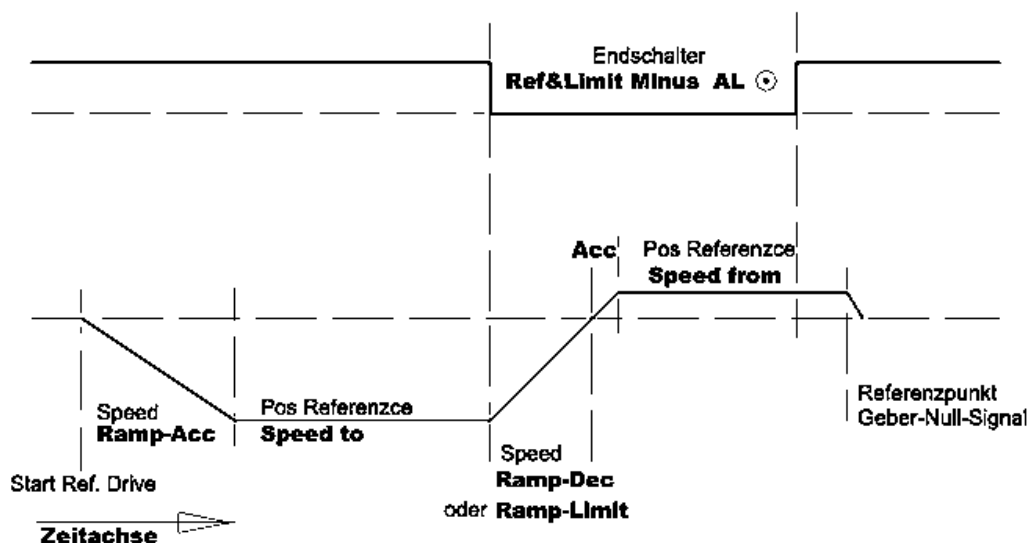 Endschalter
Ref&Limit Minus AL
Acc
Pos Referenzce
Speed from
Speed
Ramp-Acc
Pos Referenzce
Speed to
Referenzpunkt
Geber-Null-Signal
Speed
Ramp-Dec
oder Ramp-Limit
Start Ref. Drive
Zeitachse